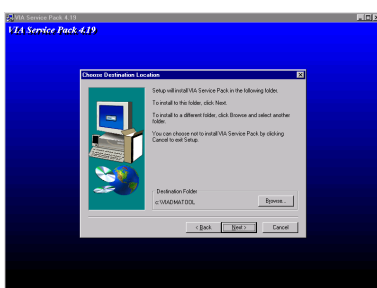 VIA Service Pack 4.19
VIA Service Pack 4.19
Choose Destination Location
Setup will install VIA Service Pack in the following folder.
To install to this folder, click Next.
To install to a different folder, click Browse and select another
folder.
You can choose not to install VIA Service Pack by clicking
Cancel to exit Setup.
Destination Folder
c:\VIADMATOOL
Browse...
< Back
Next >
Cancel